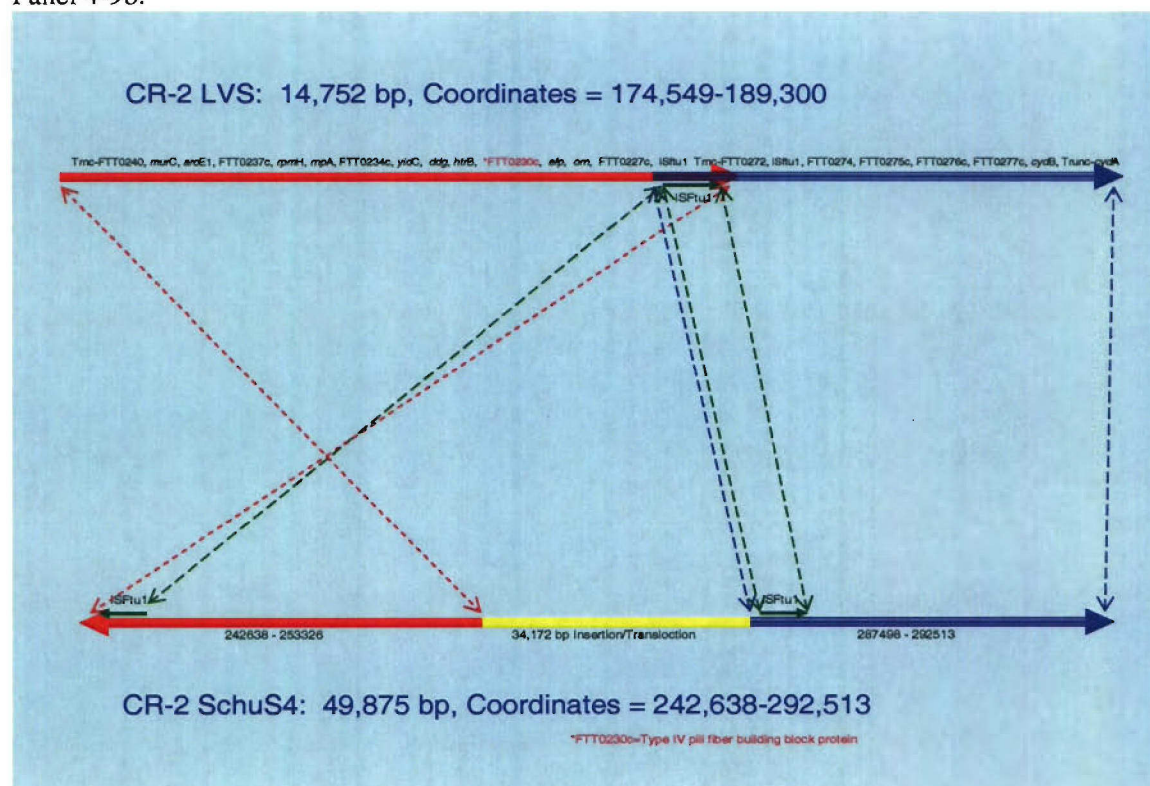 CR-2 LVS: 14,752 bp, Coordinates = 174,549-189,300
Trnc-FTT0240, murC, aroE1, FTT0237c, rpmH, rnpA, FTT0234c, yidC, ddg, htrB, *FTT0230c, efp, orn, FTT0227c, ISftu1 Trnc-FTT0272, ISftu1, FTT0274, FTT0275c, FTT0276c, FTT0277c, cydB, Trunc-cydA
ISFtu1
ISFtu1 ISFtu1
242638 - 253326 34,172 bp Insertion/Transloction 287498 - 292513
CR-2 SchuS4: 49,875 bp, Coordinates = 242,638-292,513
*FTT0230c=Type IV pili fiber building block protein